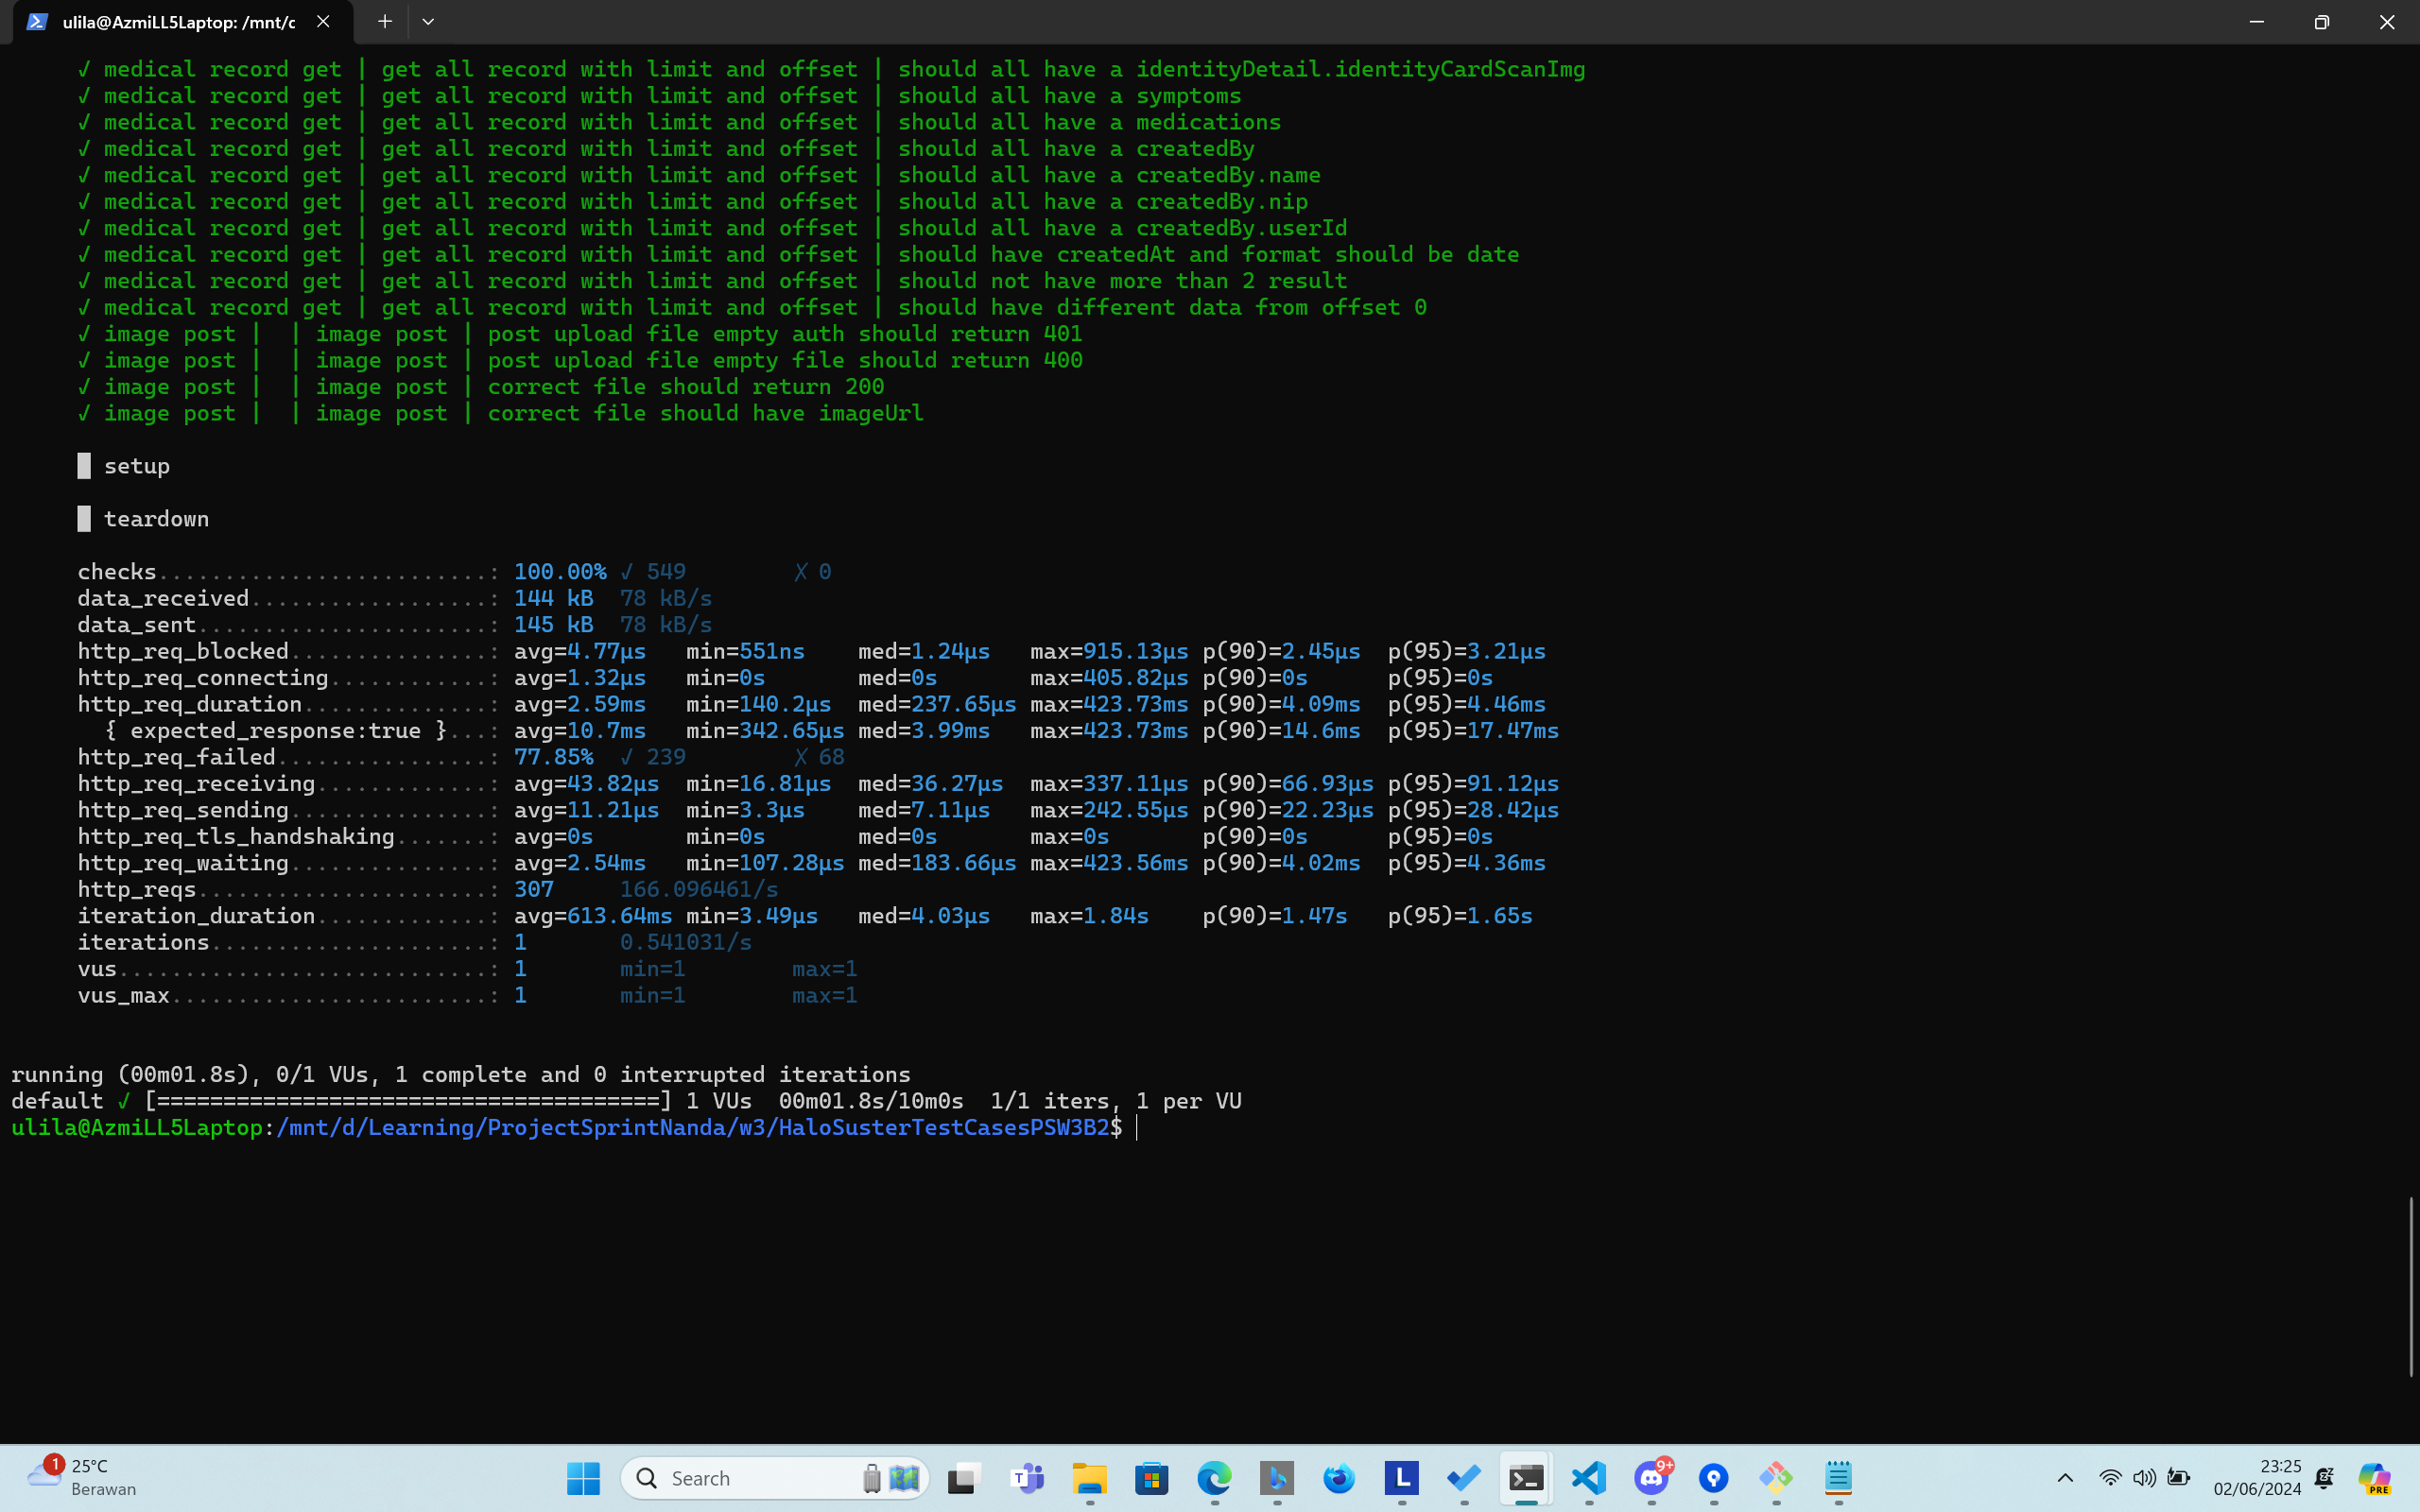 ulila@AzmiLL5Laptop: /mnt/c
√ medical record get | get all record with limit and offset | should all have a identityDetail.identityCardScanImg
√ medical record get | get all record with limit and offset | should all have a symptoms
√ medical record get | get all record with limit and offset | should all have a medications
√ medical record get | get all record with limit and offset | should all have a createdBy
√ medical record get | get all record with limit and offset | should all have a createdBy.name
√ medical record get | get all record with limit and offset | should all have a createdBy.nip
√ medical record get | get all record with limit and offset | should all have a createdBy.userId
√ medical record get | get all record with limit and offset | should have createdAt and format should be date
√ medical record get | get all record with limit and offset | should not have more than 2 result
√ medical record get | get all record with limit and offset | should have different data from offset 0
√ image post |  | image post | post upload file empty auth should return 401
√ image post |  | image post | post upload file empty file should return 400
√ image post |  | image post | correct file should return 200
√ image post |  | image post | correct file should have imageUrl
█ setup
█ teardown
checks.........................: 100.00% √ 549        ✗ 0
data_received..................: 144 kB  78 kB/s
data_sent......................: 145 kB  78 kB/s
http_req_blocked...............: avg=4.77µs   min=551ns    med=1.24µs   max=915.13µs p(90)=2.45µs  p(95)=3.21µs
http_req_connecting............: avg=1.32µs   min=0s       med=0s       max=405.82µs p(90)=0s      p(95)=0s
http_req_duration..............: avg=2.59ms   min=140.2µs  med=237.65µs max=423.73ms p(90)=4.09ms  p(95)=4.46ms
{ expected_response:true }...: avg=10.7ms   min=342.65µs med=3.99ms   max=423.73ms p(90)=14.6ms  p(95)=17.47ms
http_req_failed................: 77.85%  √ 239        ✗ 68
http_req_receiving.............: avg=43.82µs  min=16.81µs  med=36.27µs  max=337.11µs p(90)=66.93µs p(95)=91.12µs
http_req_sending...............: avg=11.21µs  min=3.3µs    med=7.11µs   max=242.55µs p(90)=22.23µs p(95)=28.42µs
http_req_tls_handshaking.......: avg=0s       min=0s       med=0s       max=0s       p(90)=0s      p(95)=0s
http_req_waiting...............: avg=2.54ms   min=107.28µs med=183.66µs max=423.56ms p(90)=4.02ms  p(95)=4.36ms
http_reqs......................: 307     166.096461/s
iteration_duration.............: avg=613.64ms min=3.49µs   med=4.03µs   max=1.84s    p(90)=1.47s   p(95)=1.65s
iterations.....................: 1       0.541031/s
vus............................: 1       min=1        max=1
vus_max........................: 1       min=1        max=1
running (00m01.8s), 0/1 VUs, 1 complete and 0 interrupted iterations
default √ [======================================] 1 VUs  00m01.8s/10m0s  1/1 iters, 1 per VU
ulila@AzmiLL5Laptop:/mnt/d/Learning/ProjectSprintNanda/w3/HaloSusterTestCasesPSW3B2$
1
25°C
Berawan
Search
T
L
9+
PRE
23:25
02/06/2024